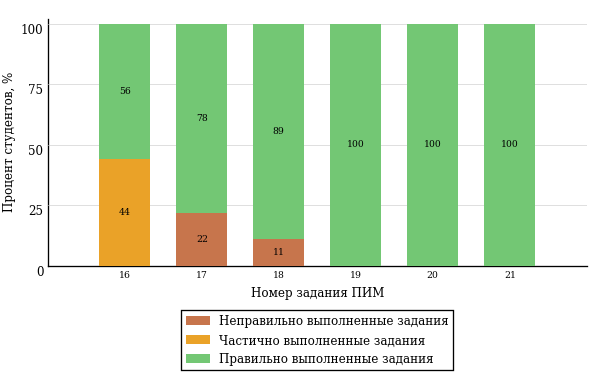 Процент студентов, %
100
75
50
25
0
56
44
78
22
89
11
100
100
100
16 17 18 19 20 21
Номер задания ПИМ
Неправильно выполненные задания
Частично выполненные задания
Правильно выполненные задания